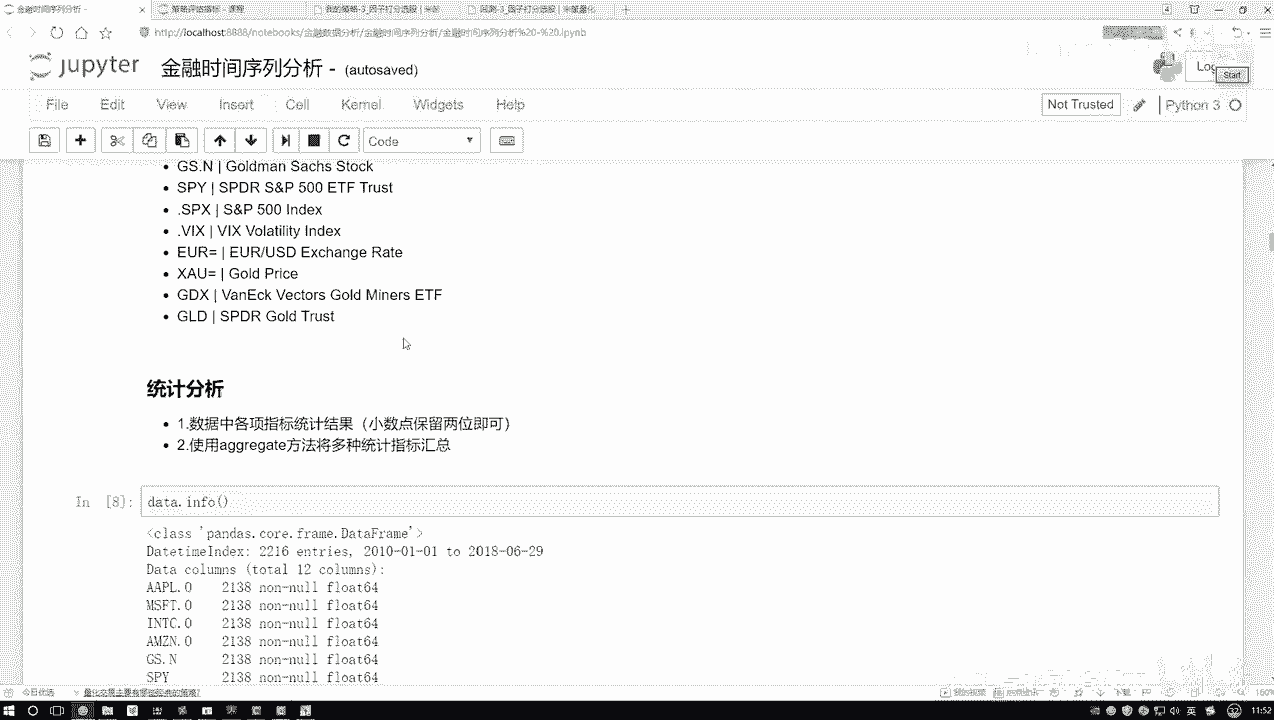 金融时间序列分析 -
策略评估指标 - 课程
我的策略-3_因子打分选股 | 米筐
回测-3_因子打分选股 | 米筐量化
http://localhost:8888/notebooks/金融数据分析/金融时间序列分析/金融时间序列分析%20-%20.ipynb
jupyter 金融时间序列分析 - (autosaved)
Start
File Edit View Insert Cell Kernel Widgets Help
Not Trusted
Python 3
Code
GS.N | Goldman Sachs Stock
SPY | SPDR S&P 500 ETF Trust
.SPX | S&P 500 Index
.VIX | VIX Volatility Index
EUR= | EUR/USD Exchange Rate
XAU= | Gold Price
GDX | VanEck Vectors Gold Miners ETF
GLD | SPDR Gold Trust
统计分析
1.数据中各项指标统计结果（小数点保留两位即可）
2.使用aggregate方法将多种统计指标汇总
In [8]: data.info()
<class 'pandas.core.frame.DataFrame'>
DatetimeIndex: 2216 entries, 2010-01-01 to 2018-06-29
Data columns (total 12 columns):
AAPL.O 2138 non-null float64
MSFT.O 2138 non-null float64
INTC.O 2138 non-null float64
AMZN.O 2138 non-null float64
GS.N 2138 non-null float64
SPY 2138 non-null float64
今日优选
160%
英
32
11:52